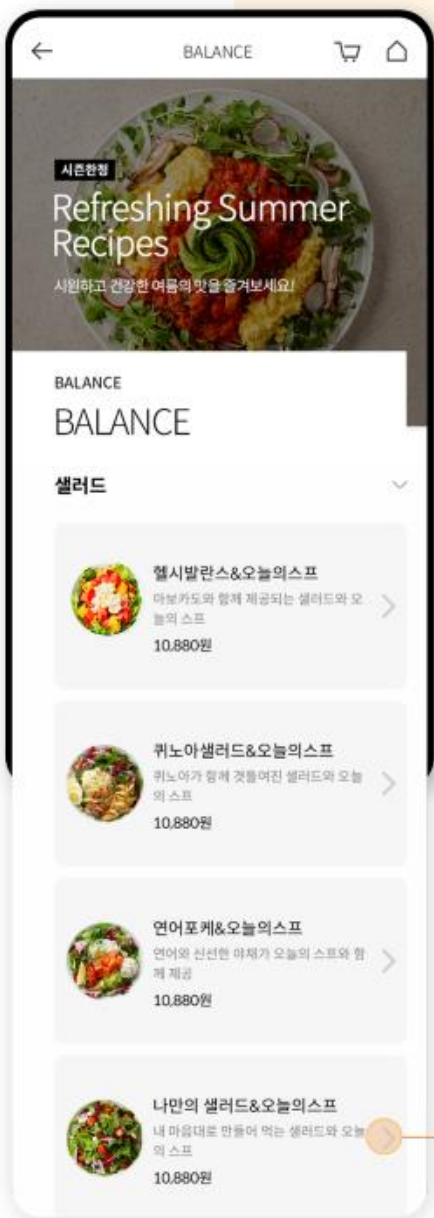 BALANCE
시즌한정
Refreshing Summer
Recipes
시원하고 건강한 여름의 맛을 즐겨보세요!
BALANCE
BALANCE
샐러드
헬시발란스&오늘의스프
아보카도와 함께 제공되는 샐러드와 오
늘의 스프
10,880원
퀴노아샐러드&오늘의스프
퀴노아가 함께 곁들여진 샐러드와 오늘
의 스프
10,880원
연어포케&오늘의스프
연어와 신선한 야채가 오늘의 스프와 함
께 제공
10,880원
나만의 샐러드&오늘의스프
내 마음대로 만들어 먹는 샐러드와 오늘
의 스프
10,880원